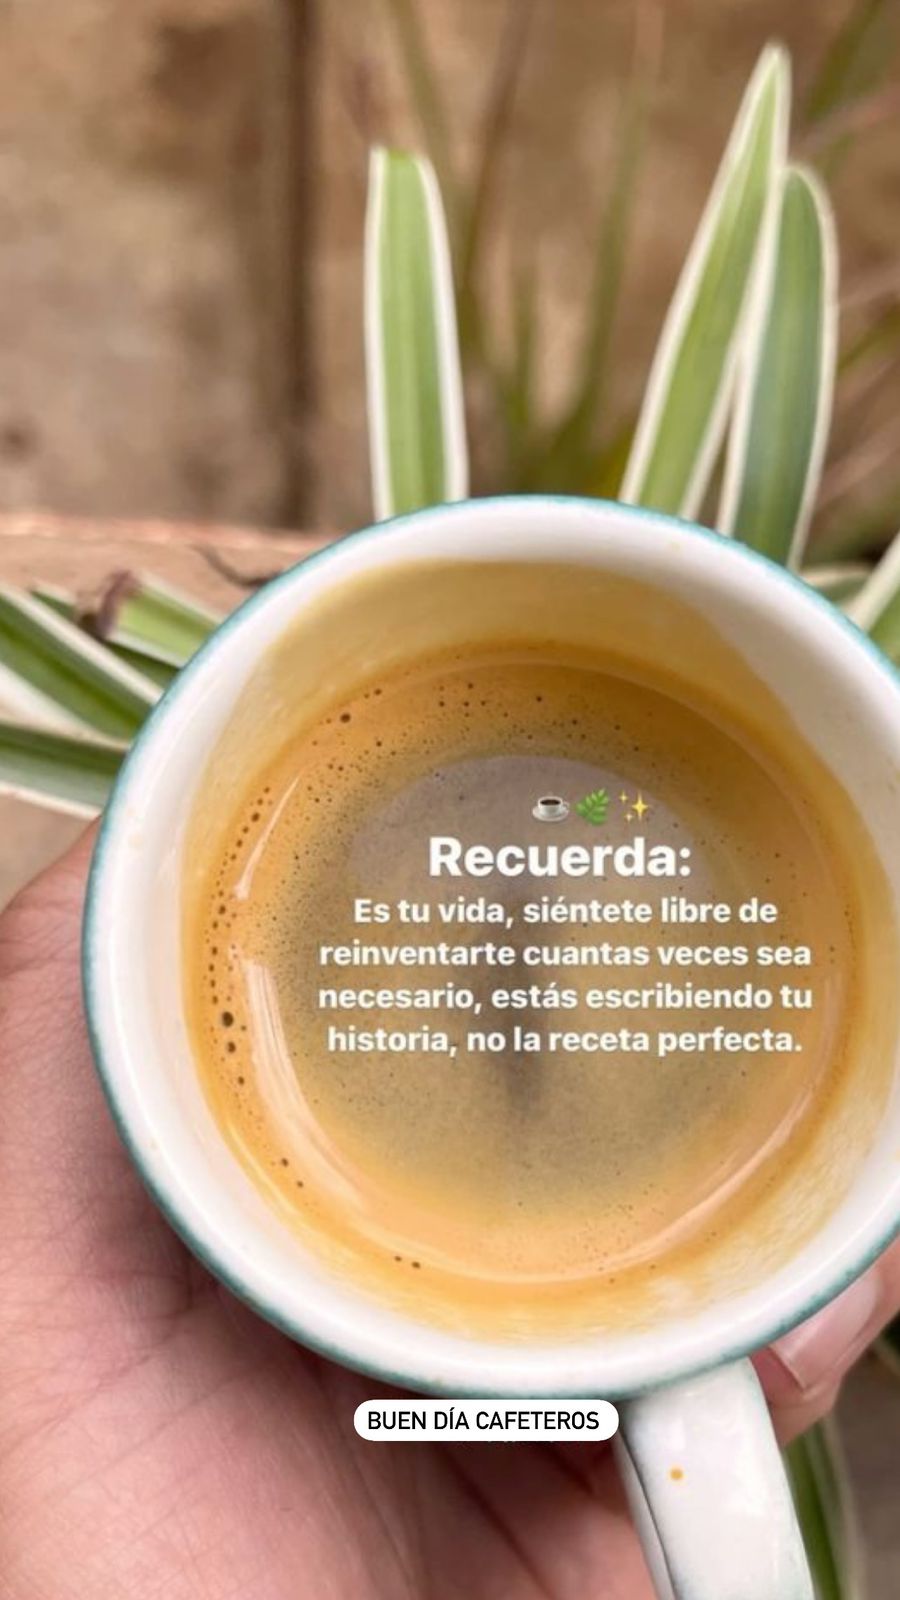 ☕🌿✨
Recuerda:
Es tu vida, siéntete libre de
reinventarte cuantas veces sea
necesario, estás escribiendo tu
historia, no la receta perfecta.
BUEN DÍA CAFETEROS